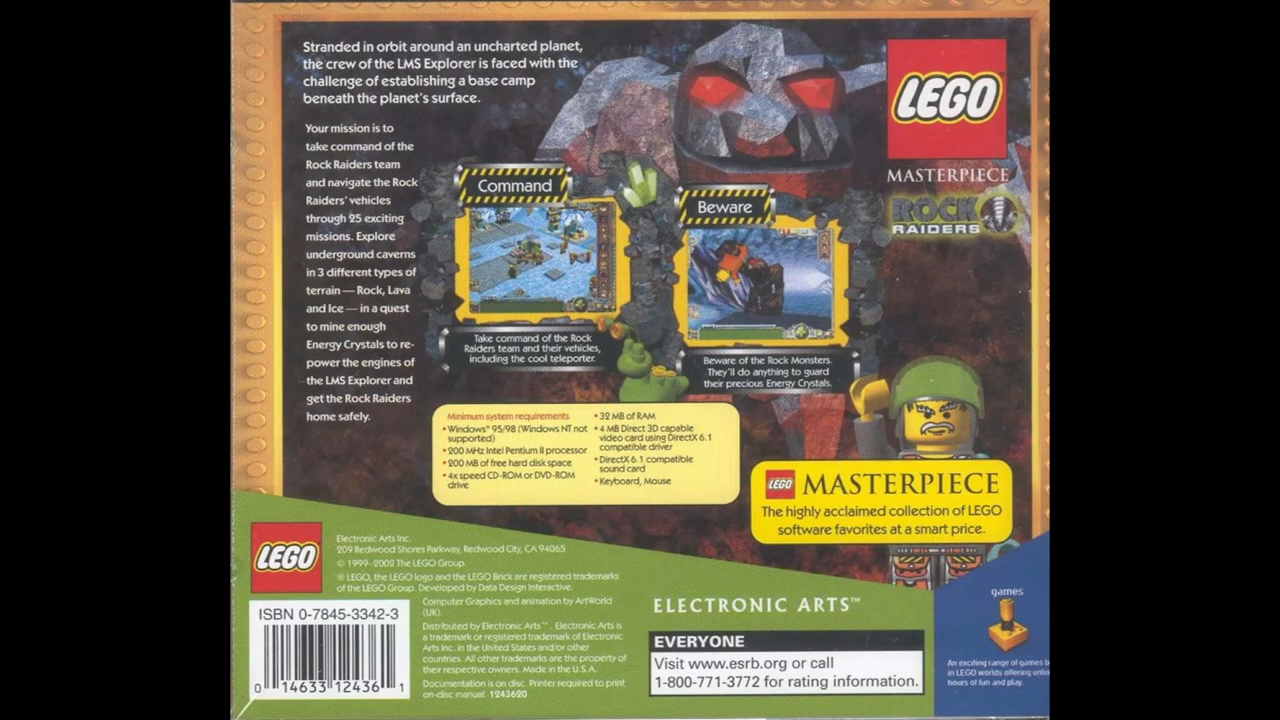 Stranded in orbit around an uncharted planet,
the crew of the LMS Explorer is faced with the
challenge of establishing a base camp
beneath the planet's surface.
Your mission is to
take command of the
Rock Raiders team
and navigate the Rock
Raiders' vehicles
through 25 exciting
missions. Explore
underground caverns
in 3 different types of
terrain — Rock, Lava
and Ice — in a quest
to mine enough
Energy Crystals to re-
power the engines of
the LMS Explorer and
get the Rock Raiders
home safely.
Command
Take command of the Rock
Raiders team and their vehicles,
including the cool teleporter.
Beware
Beware of the Rock Monsters.
They'll do anything to guard
their precious Energy Crystals.
LEGO
MASTERPIECE
ROCK
RAIDERS
Minimum system requirements
• Windows® 95/98 (Windows NT not
supported)
• 200 MHz Intel Pentium II processor
• 200 MB of free hard disk space
• 4x speed CD-ROM or DVD-ROM
drive
• 32 MB of RAM
• 4 MB Direct 3D capable
video card using DirectX 6.1
compatible driver
• DirectX 6.1 compatible
sound card
• Keyboard, Mouse
LEGO MASTERPIECE
The highly acclaimed collection of LEGO
software favorites at a smart price.
LEGO
Electronic Arts Inc.
209 Redwood Shores Parkway, Redwood City, CA 94065
© 1999-2002 The LEGO Group.
® LEGO, the LEGO logo and the LEGO Brick are registered trademarks
of the LEGO Group. Developed by Data Design Interactive.
Computer Graphics and animation by ArtWorld
(UK).
Distributed by Electronic Arts™. Electronic Arts is
a trademark or registered trademark of Electronic
Arts Inc. in the United States and/or other
countries. All other trademarks are the property of
their respective owners. Made in the U.S.A.
Documentation is on disc. Printer required to print
on-disc manual. 1243620
ISBN 0-7845-3342-3
0 14633 12436 1
ELECTRONIC ARTS™
EVERYONE
Visit www.esrb.org or call
1-800-771-3772 for rating information.
games
An exciting range of games b
in LEGO worlds offering onlin
hours of fun and play.